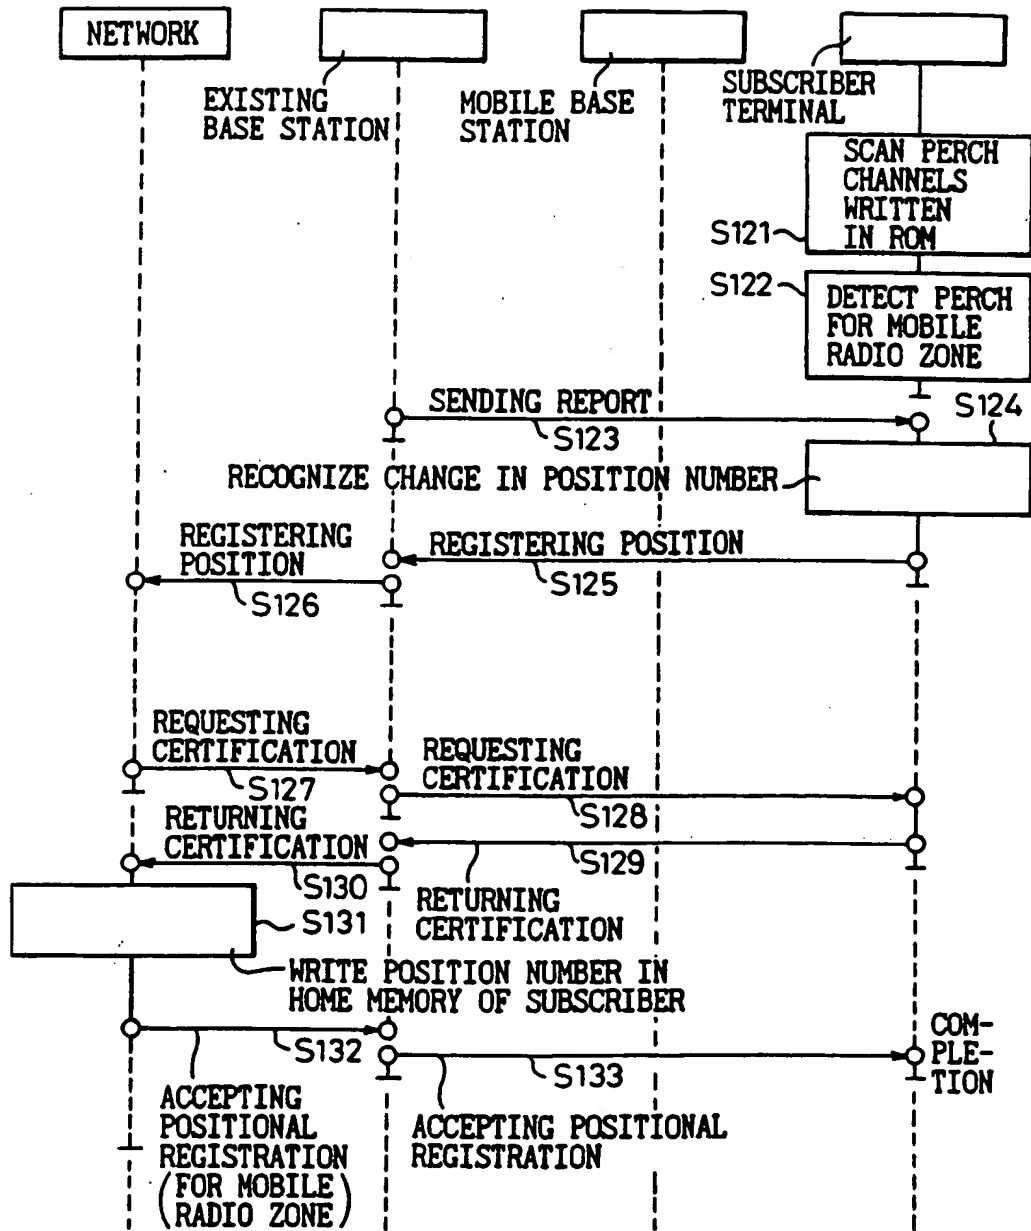 NETWORK
EXISTING
BASE STATION
MOBILE BASE
STATION
SUBSCRIBER
TERMINAL
SCAN PERCH
CHANNELS
WRITTEN
IN ROM
S121
S122
DETECT PERCH
FOR MOBILE
RADIO ZONE
SENDING REPORT
S123
S124
RECOGNIZE CHANGE IN POSITION NUMBER
REGISTERING
POSITION
REGISTERING POSITION
S125
S126
REQUESTING
CERTIFICATION
S127
REQUESTING
CERTIFICATION
S128
RETURNING
CERTIFICATION
S129
S130
RETURNING
CERTIFICATION
S131
WRITE POSITION NUMBER IN
HOME MEMORY OF SUBSCRIBER
S132
S133
COM-
PLE-
TION
ACCEPTING
POSITIONAL
REGISTRATION
(FOR MOBILE
RADIO ZONE)
ACCEPTING POSITIONAL
REGISTRATION